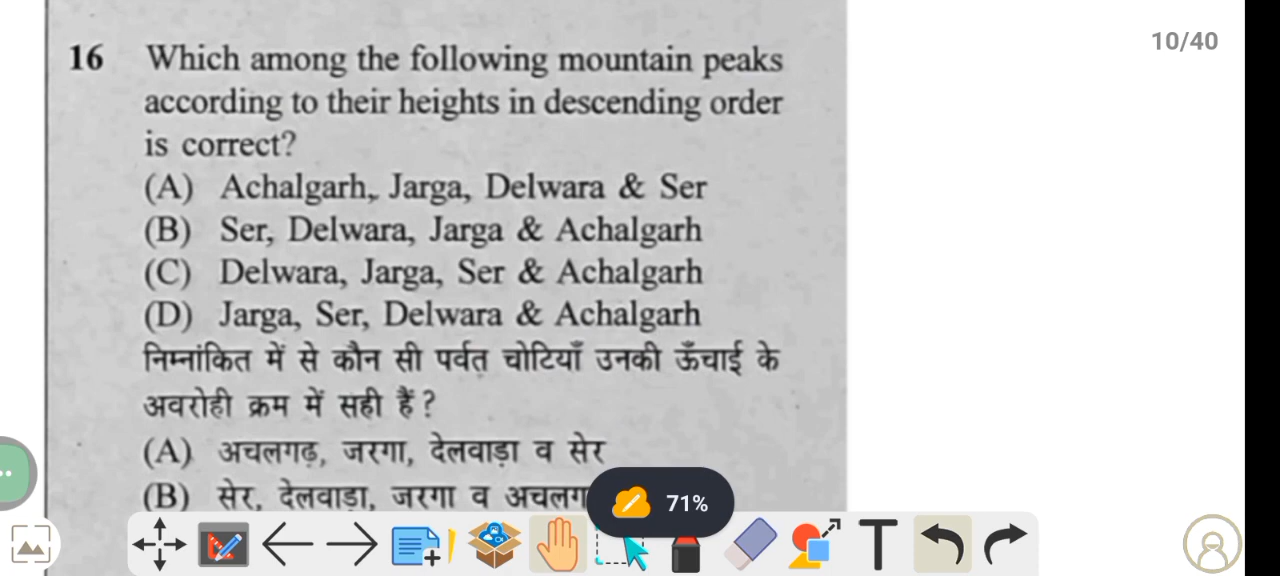 10/40
16 Which among the following mountain peaks
according to their heights in descending order
is correct?
(A) Achalgarh, Jarga, Delwara & Ser
(B) Ser, Delwara, Jarga & Achalgarh
(C) Delwara, Jarga, Ser & Achalgarh
(D) Jarga, Ser, Delwara & Achalgarh
निम्नांकित में से कौन सी पर्वत चोटियाँ उनकी ऊँचाई के
अवरोही क्रम में सही हैं?
(A) अचलगढ़, जरगा, देलवाड़ा व सेर
(B) सेर, देलवाड़ा, जरगा व
71%
T